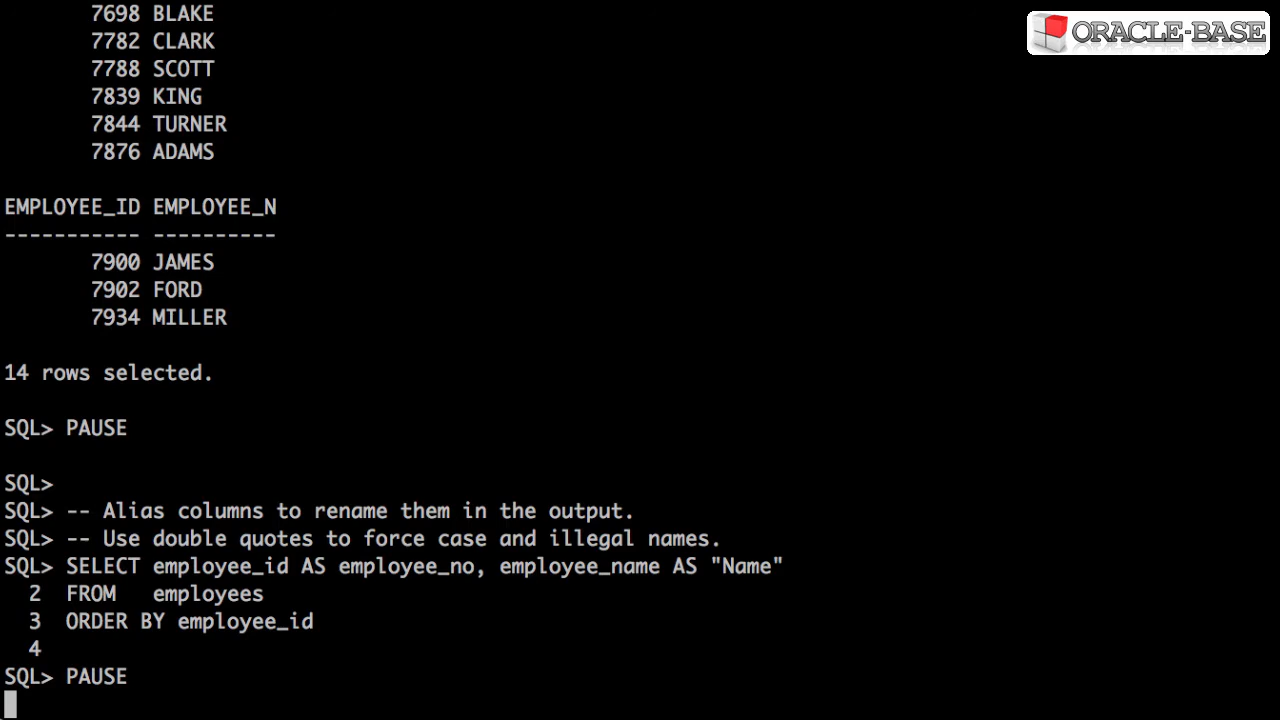 ORACLE-BASE
      7698 BLAKE
      7782 CLARK
      7788 SCOTT
      7839 KING
      7844 TURNER
      7876 ADAMS
EMPLOYEE_ID EMPLOYEE_N
----------- ----------
      7900 JAMES
      7902 FORD
      7934 MILLER
14 rows selected.
SQL> PAUSE
SQL>
SQL> -- Alias columns to rename them in the output.
SQL> -- Use double quotes to force case and illegal names.
SQL> SELECT employee_id AS employee_no, employee_name AS "Name"
  2  FROM   employees
  3  ORDER BY employee_id
  4
SQL> PAUSE